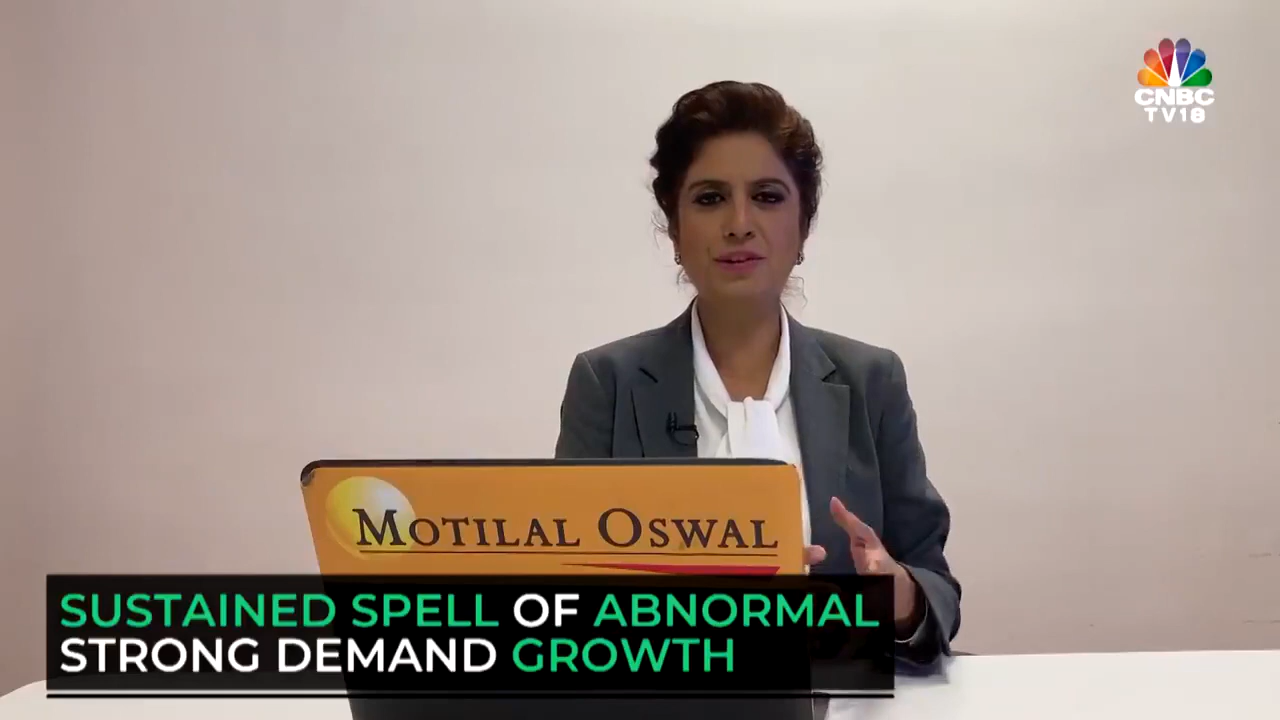 CNBC
TV18
MOTILAL OSWAL
SUSTAINED SPELL OF ABNORMAL
STRONG DEMAND GROWTH